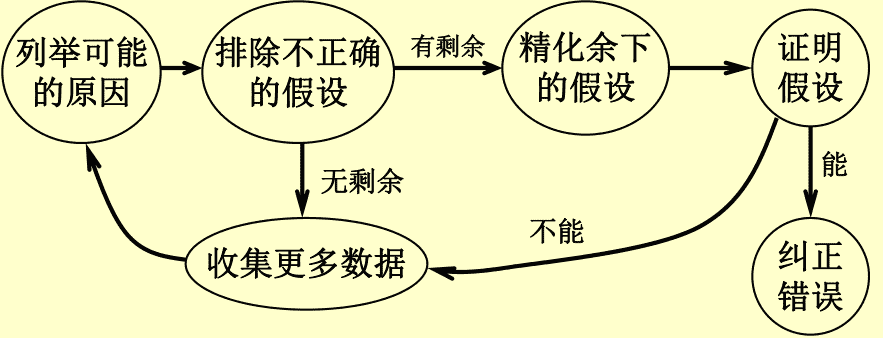 列举可能
的原因
排除不正确
的假设
有剩余
精化余下
的假设
证明
假设
无剩余
能
不能
收集更多数据
纠正
错误